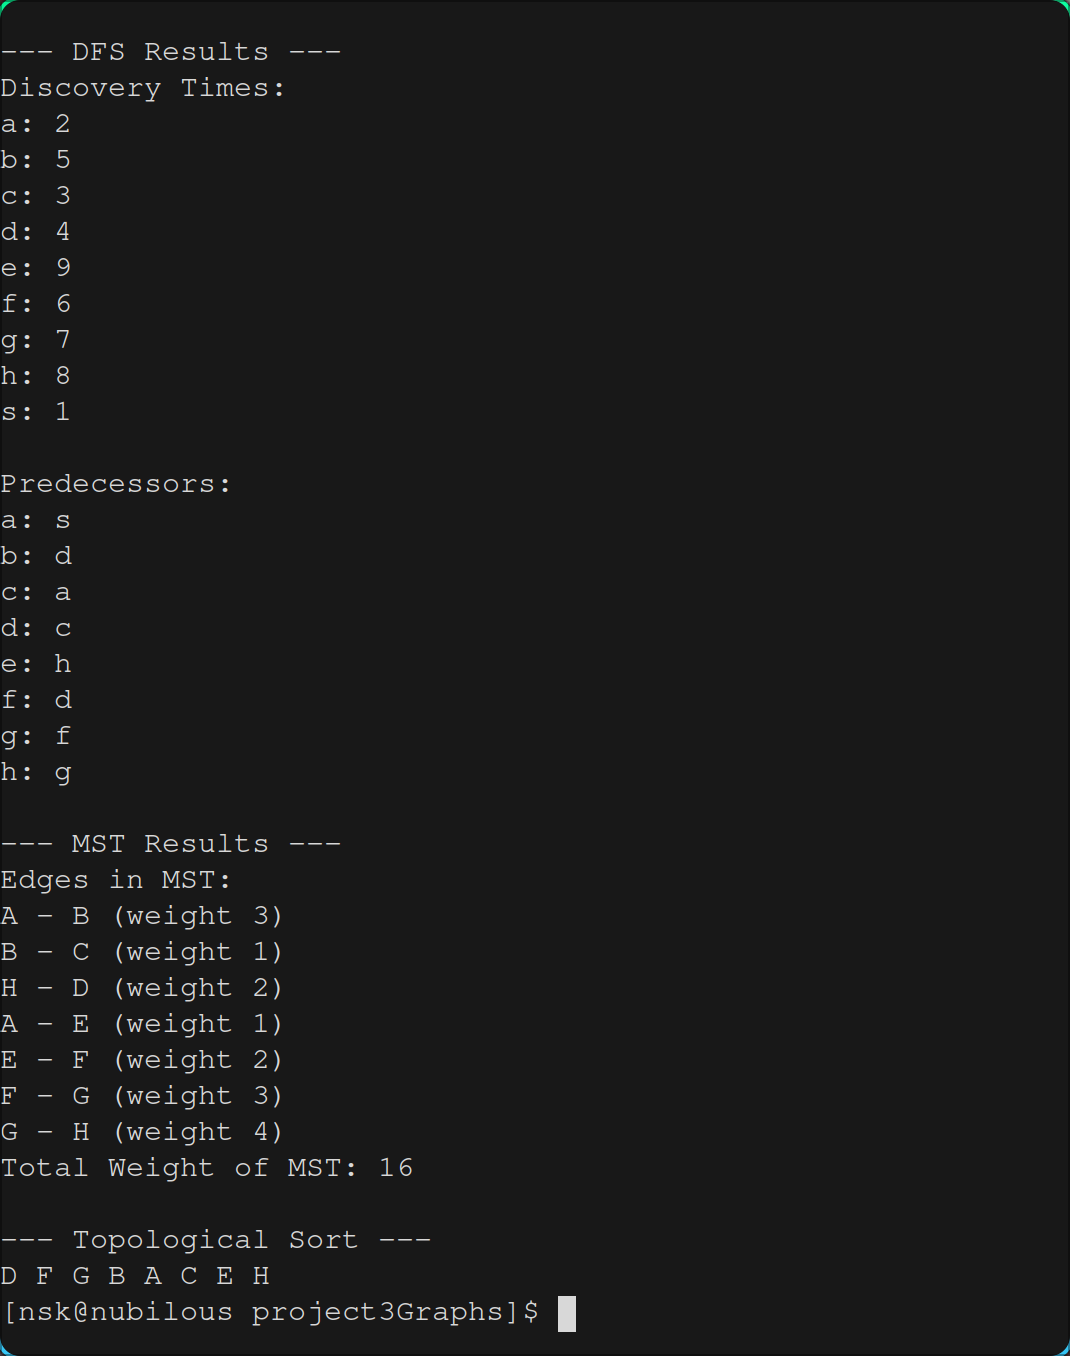 --- DFS Results ---
Discovery Times:
a: 2
b: 5
c: 3
d: 4
e: 9
f: 6
g: 7
h: 8
s: 1
Predecessors:
a: s
b: d
c: a
d: c
e: h
f: d
g: f
h: g
--- MST Results ---
Edges in MST:
A - B (weight 3)
B - C (weight 1)
H - D (weight 2)
A - E (weight 1)
E - F (weight 2)
F - G (weight 3)
G - H (weight 4)
Total Weight of MST: 16
--- Topological Sort ---
D F G B A C E H
[nsk@nubilous project3Graphs]$